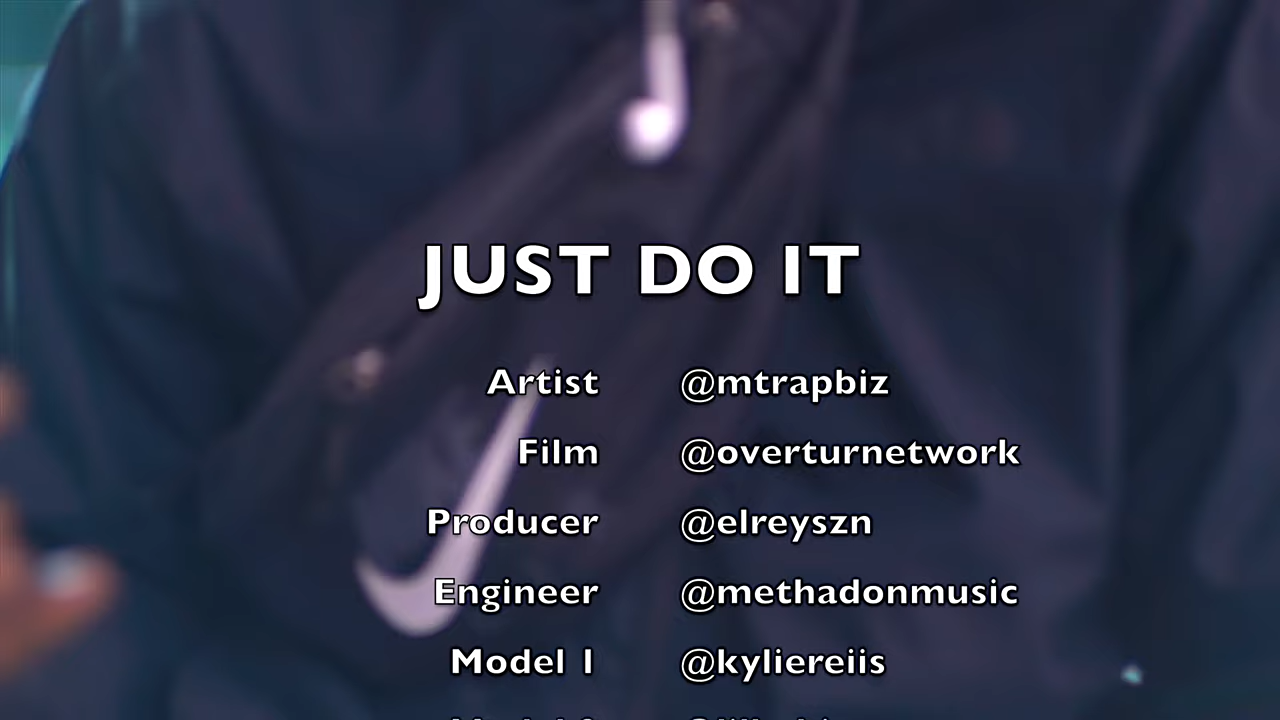 JUST DO IT
Artist @mtrapbiz
Film @overturnetwork
Producer @elreyszn
Engineer @methadonmusic
Model 1 @kyliereiis